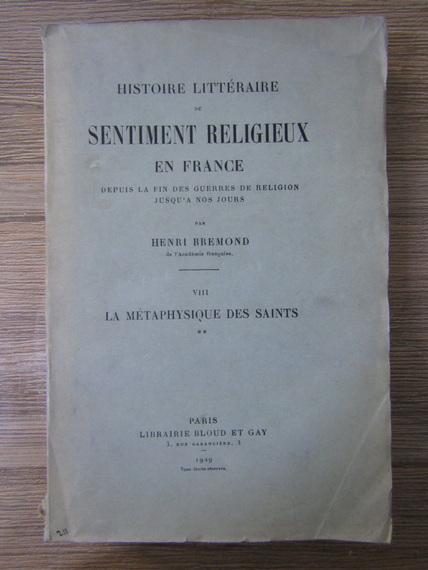 HISTOIRE LITTÉRAIRE
DU
SENTIMENT RELIGIEUX
EN FRANCE
DEPUIS LA FIN DES GUERRES DE RELIGION
JUSQU'A NOS JOURS
PAR
HENRI BREMOND
de l'Académie française.
VIII
LA MÉTAPHYSIQUE DES SAINTS
**
PARIS
LIBRAIRIE BLOUD ET GAY
3, RUE GARANCIÈRE, 3
1929
Tous droits réservés.